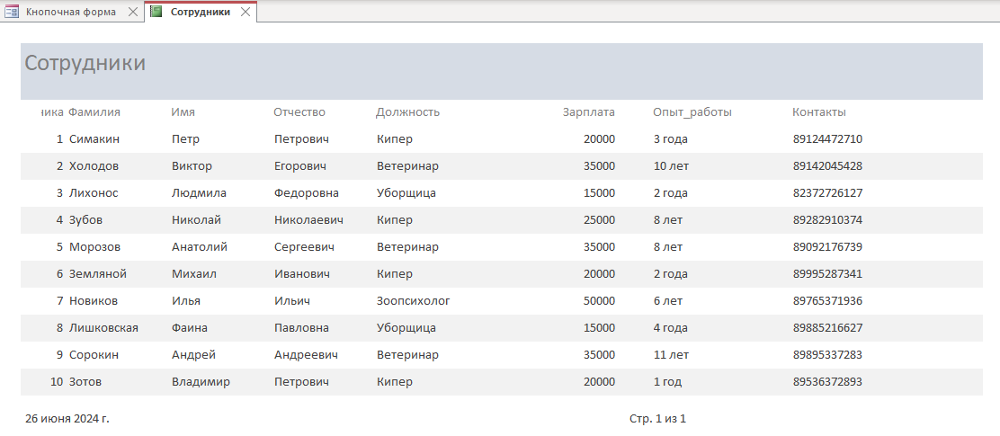 Кнопочная форма Сотрудники
Сотрудники
ника Фамилия Имя Отчество Должность Зарплата Опыт_работы Контакты
1 Симакин Петр Петрович Кипер 20000 3 года 89124472710
2 Холодов Виктор Егорович Ветеринар 35000 10 лет 89142045428
3 Лихонос Людмила Федоровна Уборщица 15000 2 года 82372726127
4 Зубов Николай Николаевич Кипер 25000 8 лет 89282910374
5 Морозов Анатолий Сергеевич Ветеринар 35000 8 лет 89092176739
6 Земляной Михаил Иванович Кипер 20000 2 года 89995287341
7 Новиков Илья Ильич Зоопсихолог 50000 6 лет 89765371936
8 Лишковская Фаина Павловна Уборщица 15000 4 года 89885216627
9 Сорокин Андрей Андреевич Ветеринар 35000 11 лет 89895337283
10 Зотов Владимир Петрович Кипер 20000 1 год 89536372893
26 июня 2024 г. Стр. 1 из 1